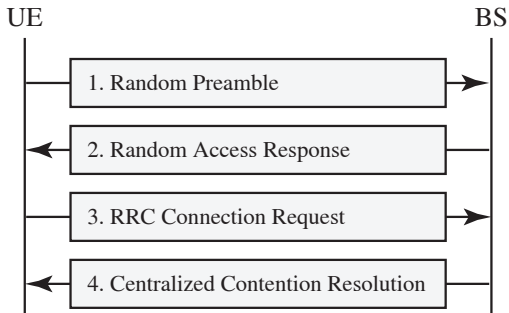 UE
BS
1. Random Preamble
2. Random Access Response
3. RRC Connection Request
4. Centralized Contention Resolution